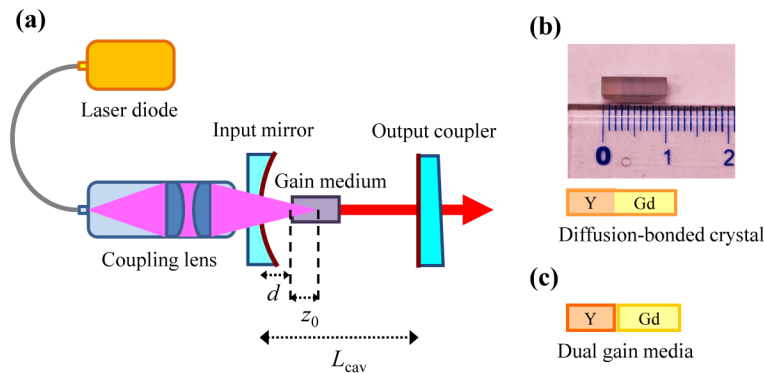 (a)
Laser diode
Input mirror
Output coupler
Gain medium
Coupling lens
d
z0
Lcav
(b)
0 1 2
Y Gd
Diffusion-bonded crystal
(c)
Y Gd
Dual gain media